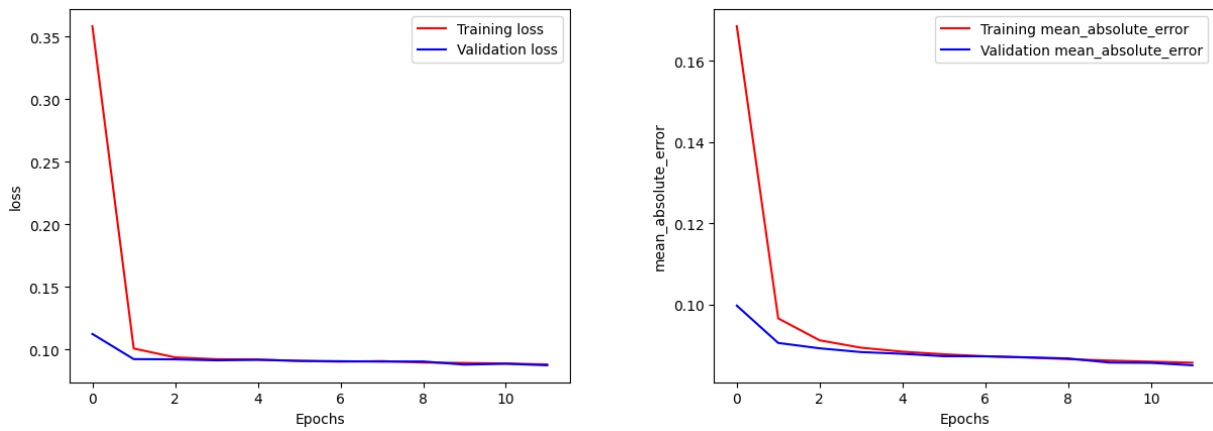 0.35
0.30
0.25
0.20
0.15
0.10
loss
0 2 4 6 8 10
Epochs
Training loss
Validation loss
0.16
0.14
0.12
0.10
mean_absolute_error
0 2 4 6 8 10
Epochs
Training mean_absolute_error
Validation mean_absolute_error